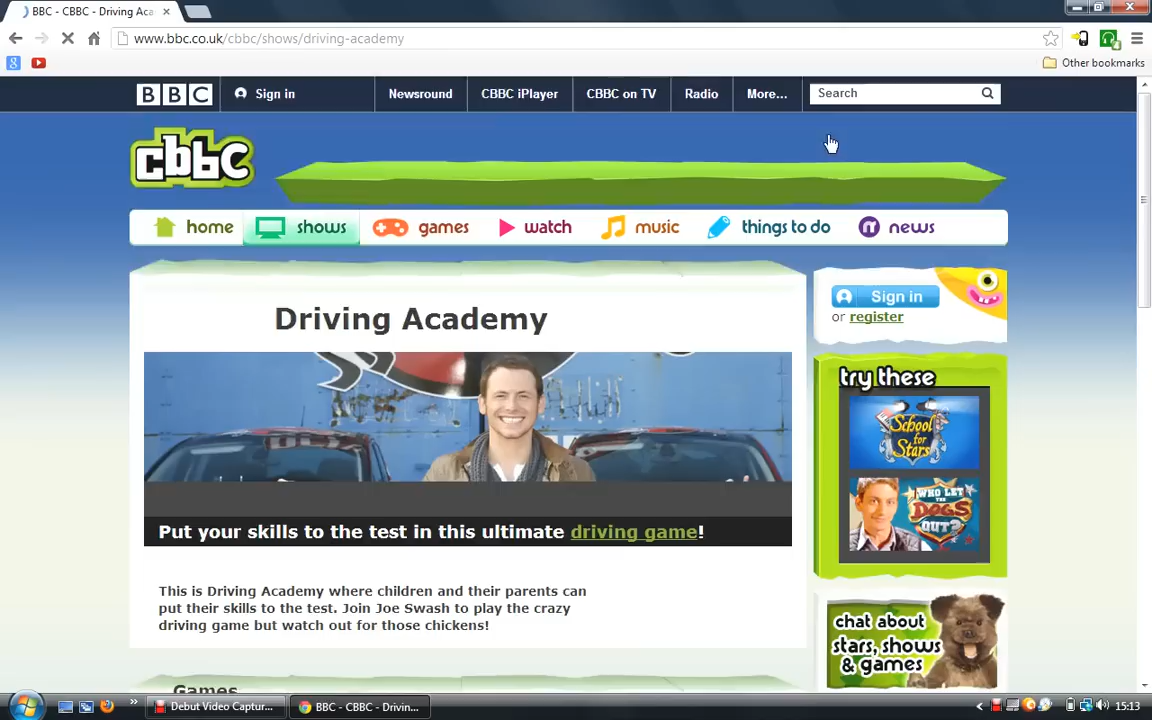 BBC - CBBC - Driving Aca
www.bbc.co.uk/cbbc/shows/driving-academy
Other bookmarks
BBC
Sign in
Newsround
CBBC iPlayer
CBBC on TV
Radio
More...
Search
cbbc
home
shows
games
watch
music
things to do
news
Driving Academy
Put your skills to the test in this ultimate driving game!
This is Driving Academy where children and their parents can
put their skills to the test. Join Joe Swash to play the crazy
driving game but watch out for those chickens!
Games
Sign in
or register
try these
School
for
Stars
WHO LET
THE
DOGS
OUT?
chat about
stars, shows
& games
Debut Video Captur...
BBC - CBBC - Drivin...
15:13